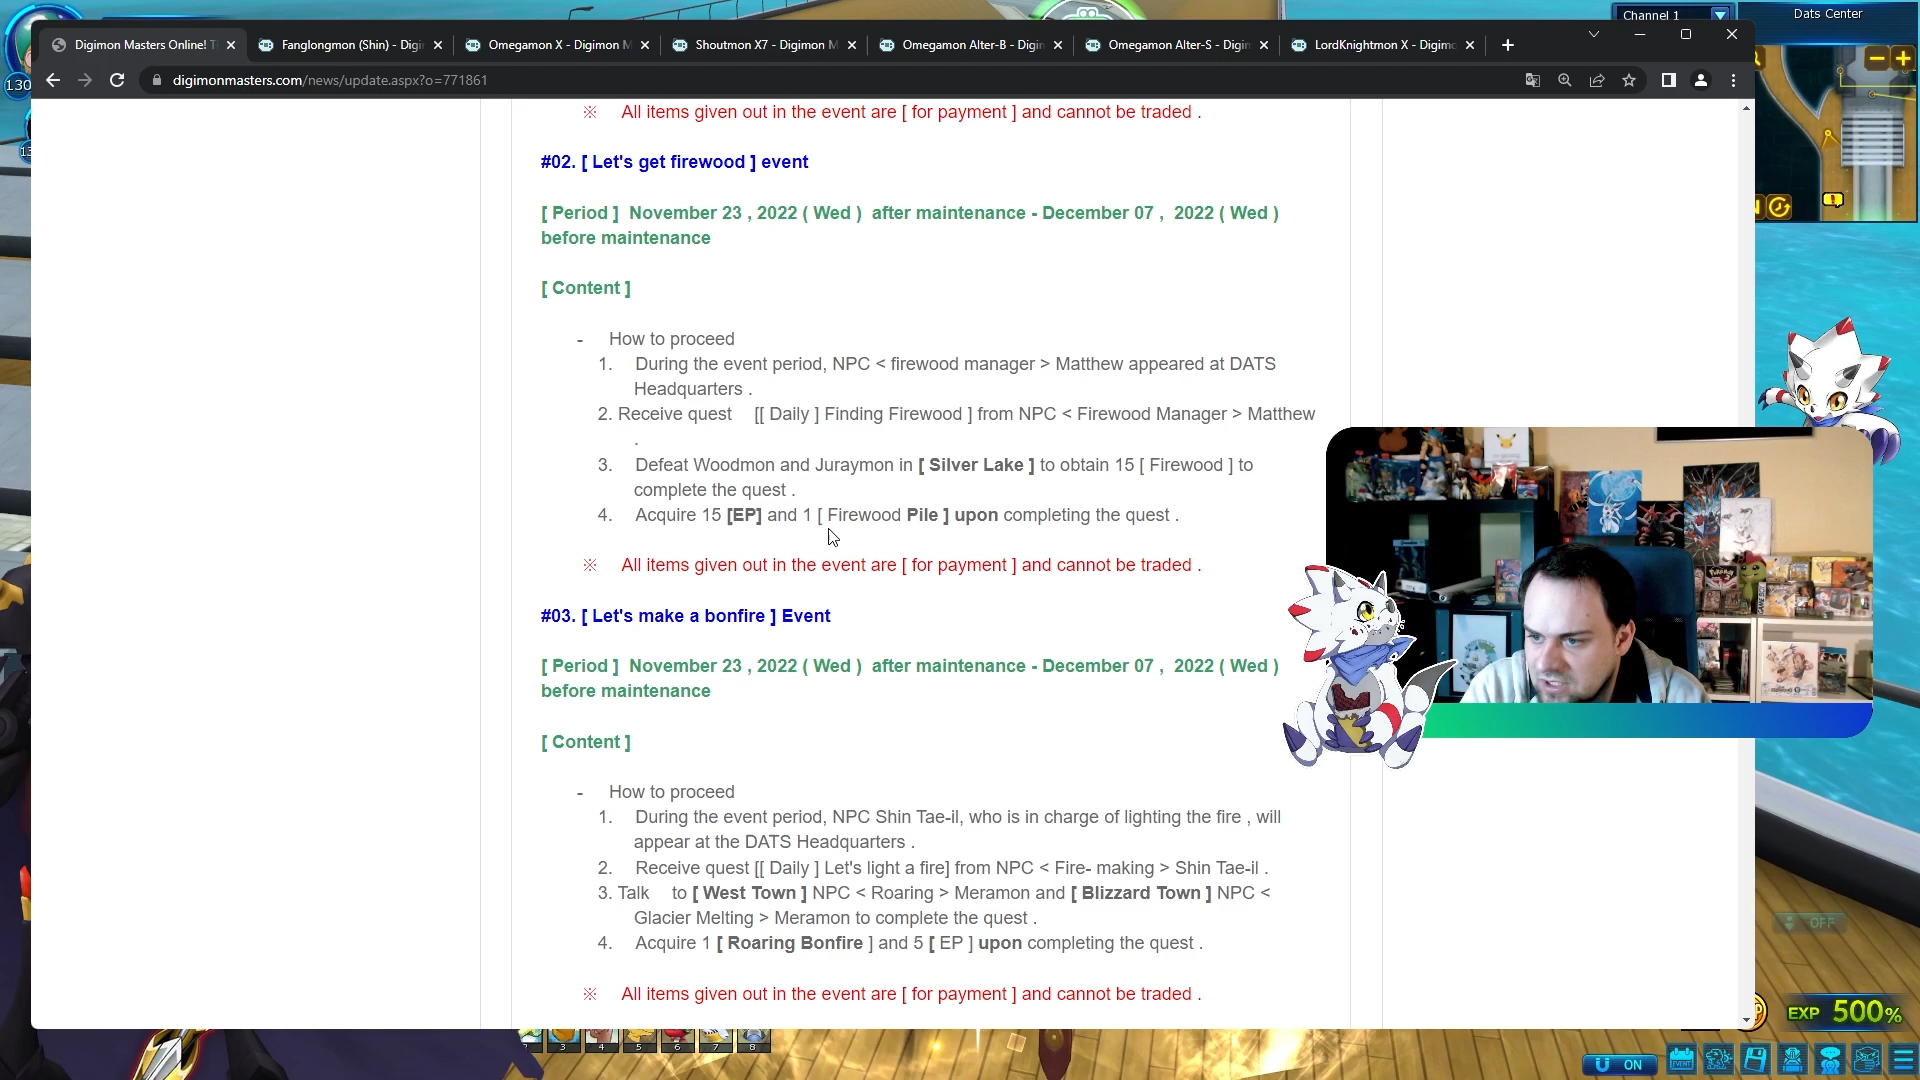 Channel 1
Dats Center
Digimon Masters Online! T
Fanglongmon (Shin) - Digi
Omegamon X - Digimon M
Shoutmon X7 - Digimon M
Omegamon Alter-B - Digin
Omegamon Alter-S - Digin
LordKnightmon X - Digimo
digimonmasters.com/news/update.aspx?o=771861
130
※ All items given out in the event are [ for payment ] and cannot be traded .
#02. [ Let's get firewood ] event
[ Period ] November 23 , 2022 ( Wed ) after maintenance - December 07 , 2022 ( Wed )
before maintenance
[ Content ]
- How to proceed
1. During the event period, NPC < firewood manager > Matthew appeared at DATS
Headquarters .
2. Receive quest [[ Daily ] Finding Firewood ] from NPC < Firewood Manager > Matthew
.
3. Defeat Woodmon and Juraymon in [ Silver Lake ] to obtain 15 [ Firewood ] to
complete the quest .
4. Acquire 15 [EP] and 1 [ Firewood Pile ] upon completing the quest .
※ All items given out in the event are [ for payment ] and cannot be traded .
#03. [ Let's make a bonfire ] Event
[ Period ] November 23 , 2022 ( Wed ) after maintenance - December 07 , 2022 ( Wed )
before maintenance
[ Content ]
- How to proceed
1. During the event period, NPC Shin Tae-il, who is in charge of lighting the fire , will
appear at the DATS Headquarters .
2. Receive quest [[ Daily ] Let's light a fire] from NPC < Fire- making > Shin Tae-il .
3. Talk to [ West Town ] NPC < Roaring > Meramon and [ Blizzard Town ] NPC <
Glacier Melting > Meramon to complete the quest .
4. Acquire 1 [ Roaring Bonfire ] and 5 [ EP ] upon completing the quest .
※ All items given out in the event are [ for payment ] and cannot be traded .
OFF
EXP 500%
2 3 4 5 6 7 8
ON
EVENT